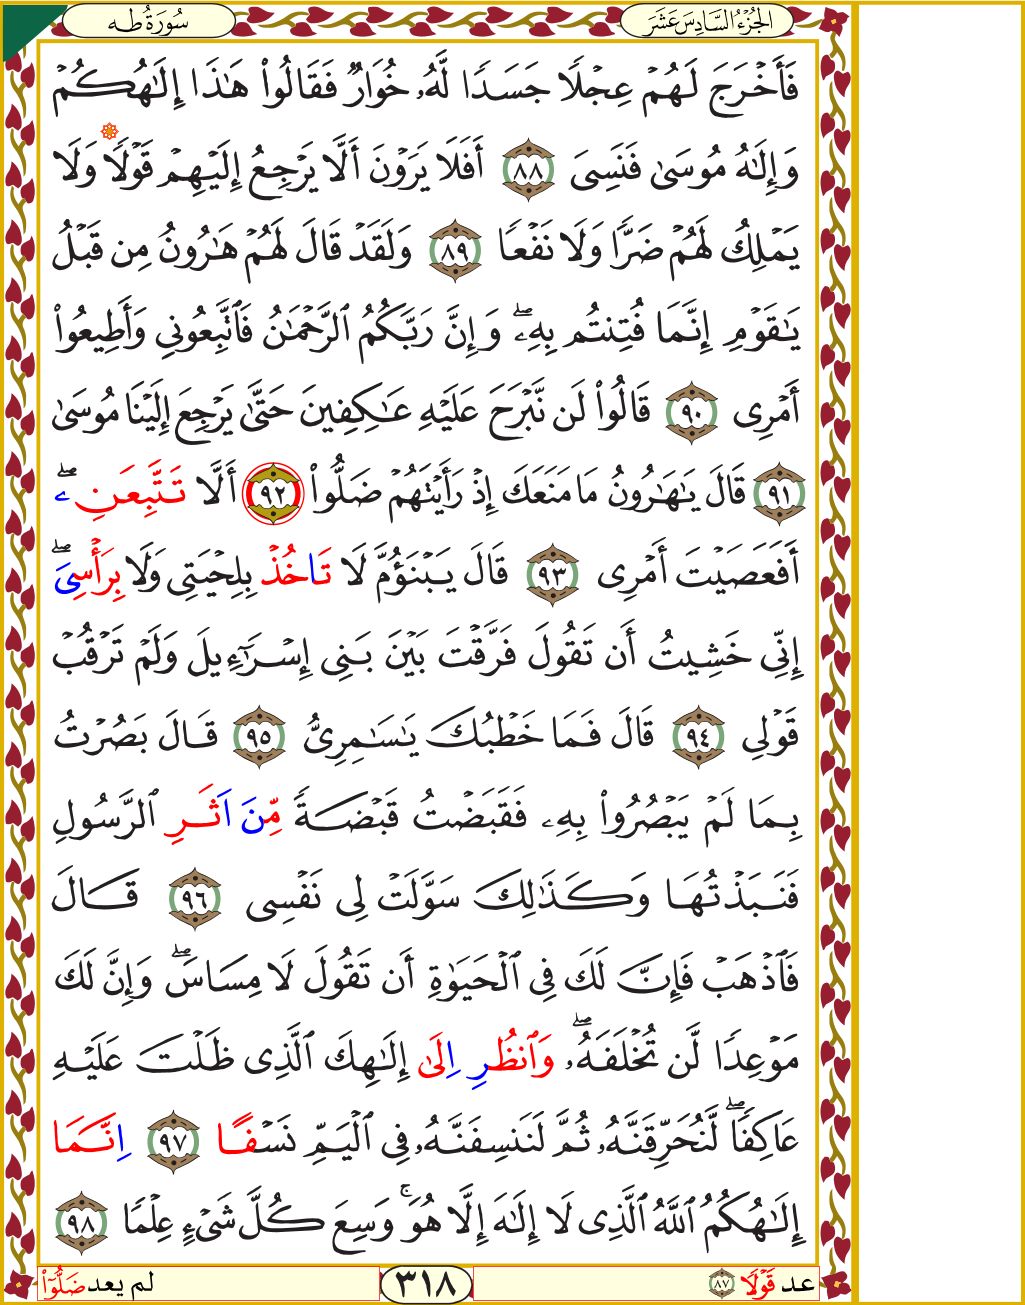 الجُزْءُ السَّادِسَ عَشَرَ
سُورَةُ طه
فَأَخۡرَجَ لَهُمۡ عِجۡلٗا جَسَدٗا لَّهُۥ خُوَارٞ فَقَالُواْ هَٰذَا إِلَٰهُكُمۡ
وَإِلَٰهُ مُوسَىٰ فَنَسِىَ ٨٨ أَفَلَا يَرَوۡنَ أَلَّا يَرۡجِعُ إِلَيۡهِمۡ قَوۡلٗا وَلَا
يَمۡلِكُ لَهُمۡ ضَرّٗا وَلَا نَفۡعٗا ٨٩ وَلَقَدۡ قَالَ لَهُمۡ هَٰرُونُ مِن قَبۡلُ
يَٰقَوۡمِ إِنَّمَا فُتِنتُم بِهِۦۖ وَإِنَّ رَبَّكُمُ ٱلرَّحۡمَٰنُ فَٱتَّبِعُونِى وَأَطِيعُواْ
أَمۡرِى ٩٠ قَالُواْ لَن نَّبۡرَحَ عَلَيۡهِ عَٰكِفِينَ حَتَّىٰ يَرۡجِعَ إِلَيۡنَا مُوسَىٰ
٩١ قَالَ يَٰهَٰرُونُ مَا مَنَعَكَ إِذۡ رَأَيۡتَهُمۡ ضَلُّواْ ٩٢ أَلَّا تَتَّبِعَنِۦۖ
أَفَعَصَيۡتَ أَمۡرِى ٩٣ قَالَ يَبۡنَؤُمَّ لَا تَاخُذۡ بِلِحۡيَتِى وَلَا بِرَأۡسِىَۖ
إِنِّى خَشِيتُ أَن تَقُولَ فَرَّقۡتَ بَيۡنَ بَنِى إِسۡرَٰٓءِيلَ وَلَمۡ تَرۡقُبۡ
قَوۡلِى ٩٤ قَالَ فَمَا خَطۡبُكَ يَٰسَٰمِرِىُّ ٩٥ قَالَ بَصُرۡتُ
بِمَا لَمۡ يَبۡصُرُواْ بِهِۦ فَقَبَضۡتُ قَبۡضَةٗ مِّنَ اَثَرِ ٱلرَّسُولِ
فَنَبَذۡتُهَا وَكَذَٰلِكَ سَوَّلَتۡ لِى نَفۡسِى ٩٦ قَالَ
فَٱذۡهَبۡ فَإِنَّ لَكَ فِى ٱلۡحَيَوٰةِ أَن تَقُولَ لَا مِسَاسَۖ وَإِنَّ لَكَ
مَوۡعِدٗا لَّن تُخۡلَفَهُۥۖ وَٱنظُرِ اِلَىٰ إِلَٰهِكَ ٱلَّذِى ظَلۡتَ عَلَيۡهِ
عَاكِفٗاۖ لَّنُحَرِّقَنَّهُۥ ثُمَّ لَنَنسِفَنَّهُۥ فِى ٱلۡيَمِّ نَسۡفًا ٩٧ اِنَّمَا
إِلَٰهُكُمُ ٱللَّهُ ٱلَّذِى لَا إِلَٰهَ إِلَّا هُوَۚ وَسِعَ كُلَّ شَىۡءٍ عِلۡمٗا ٩٨
عد قَوۡلٗا ٨٧
٣١٨
لم يعد ضَلُّوٓاْ